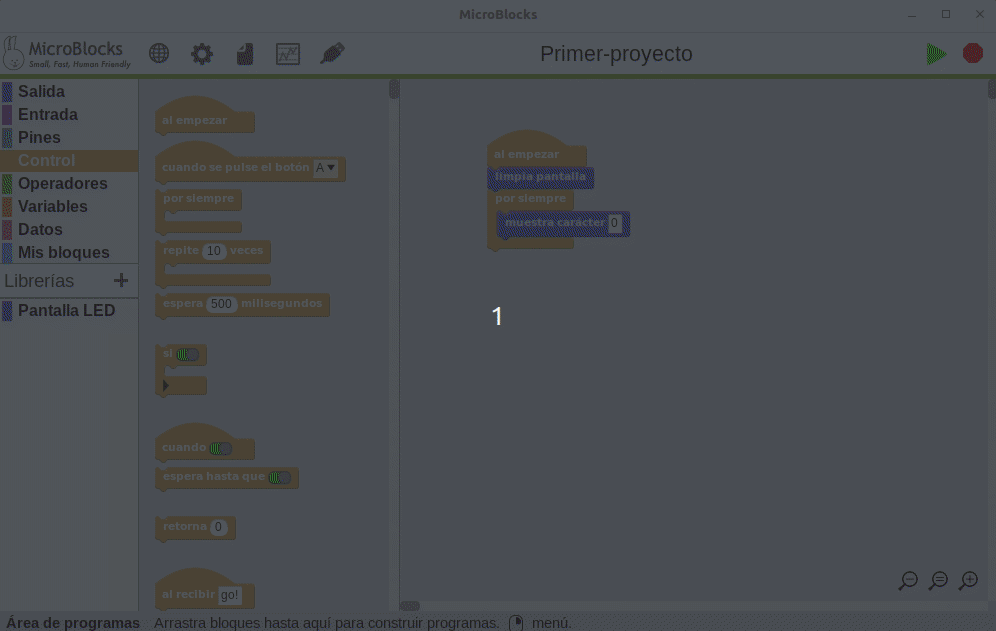 MicroBlocks
MicroBlocks
Small, Fast, Human Friendly
Primer-proyecto
Salida
Entrada
Pines
Control
Operadores
Variables
Datos
Mis bloques
Librerías +
Pantalla LED
al empezar
cuando se pulse el botón A
por siempre
repite 10 veces
espera 500 milisegundos
si
cuando
espera hasta que
retorna 0
al recibir go!
al empezar
limpia pantalla
por siempre
muestra carácter 0
1
Área de programas Arrastra bloques hasta aquí para construir programas. menú.